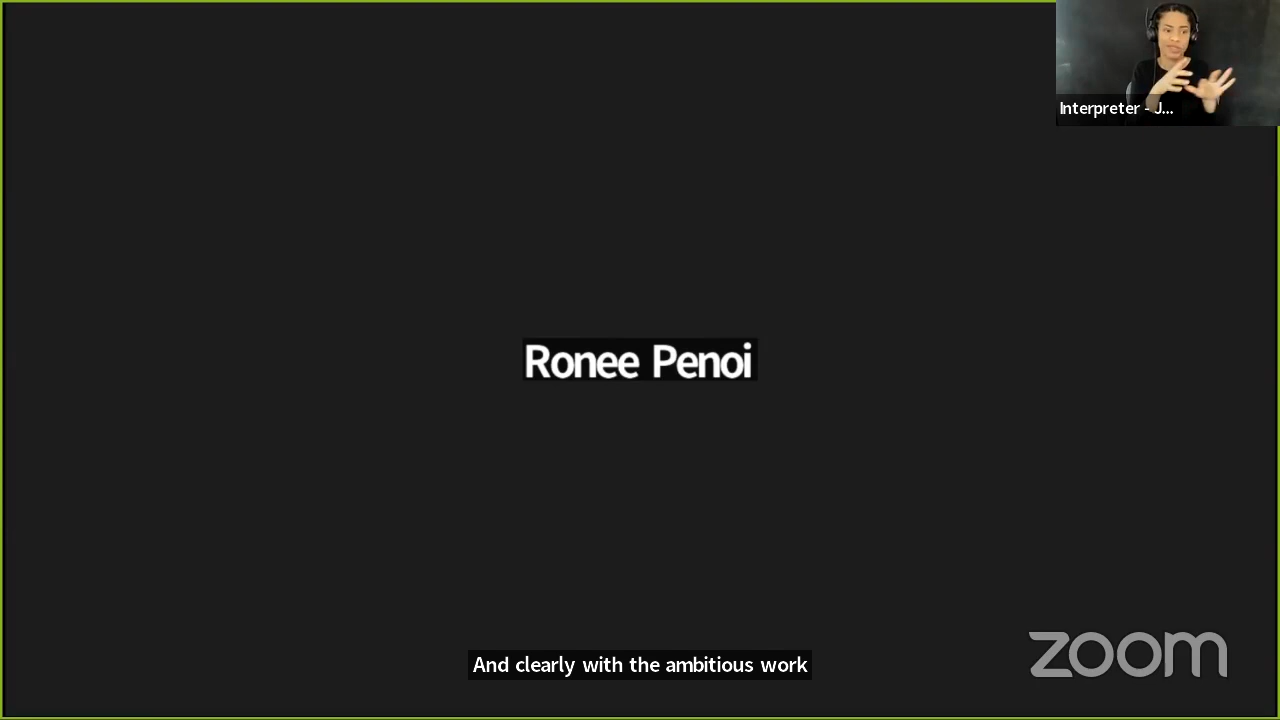 Interpreter - J...
Ronee Penoi
And clearly with the ambitious work
zoom